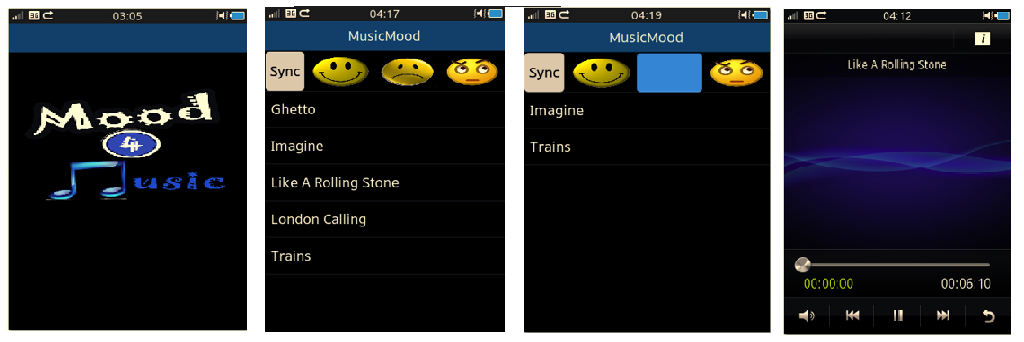 3G 03:05
Mood
4
Music
3G 04:17
MusicMood
Sync
Ghetto
Imagine
Like A Rolling Stone
London Calling
Trains
3G 04:19
MusicMood
Sync
Imagine
Trains
3G 04:12
i
Like A Rolling Stone
00:00:00 00:06:10